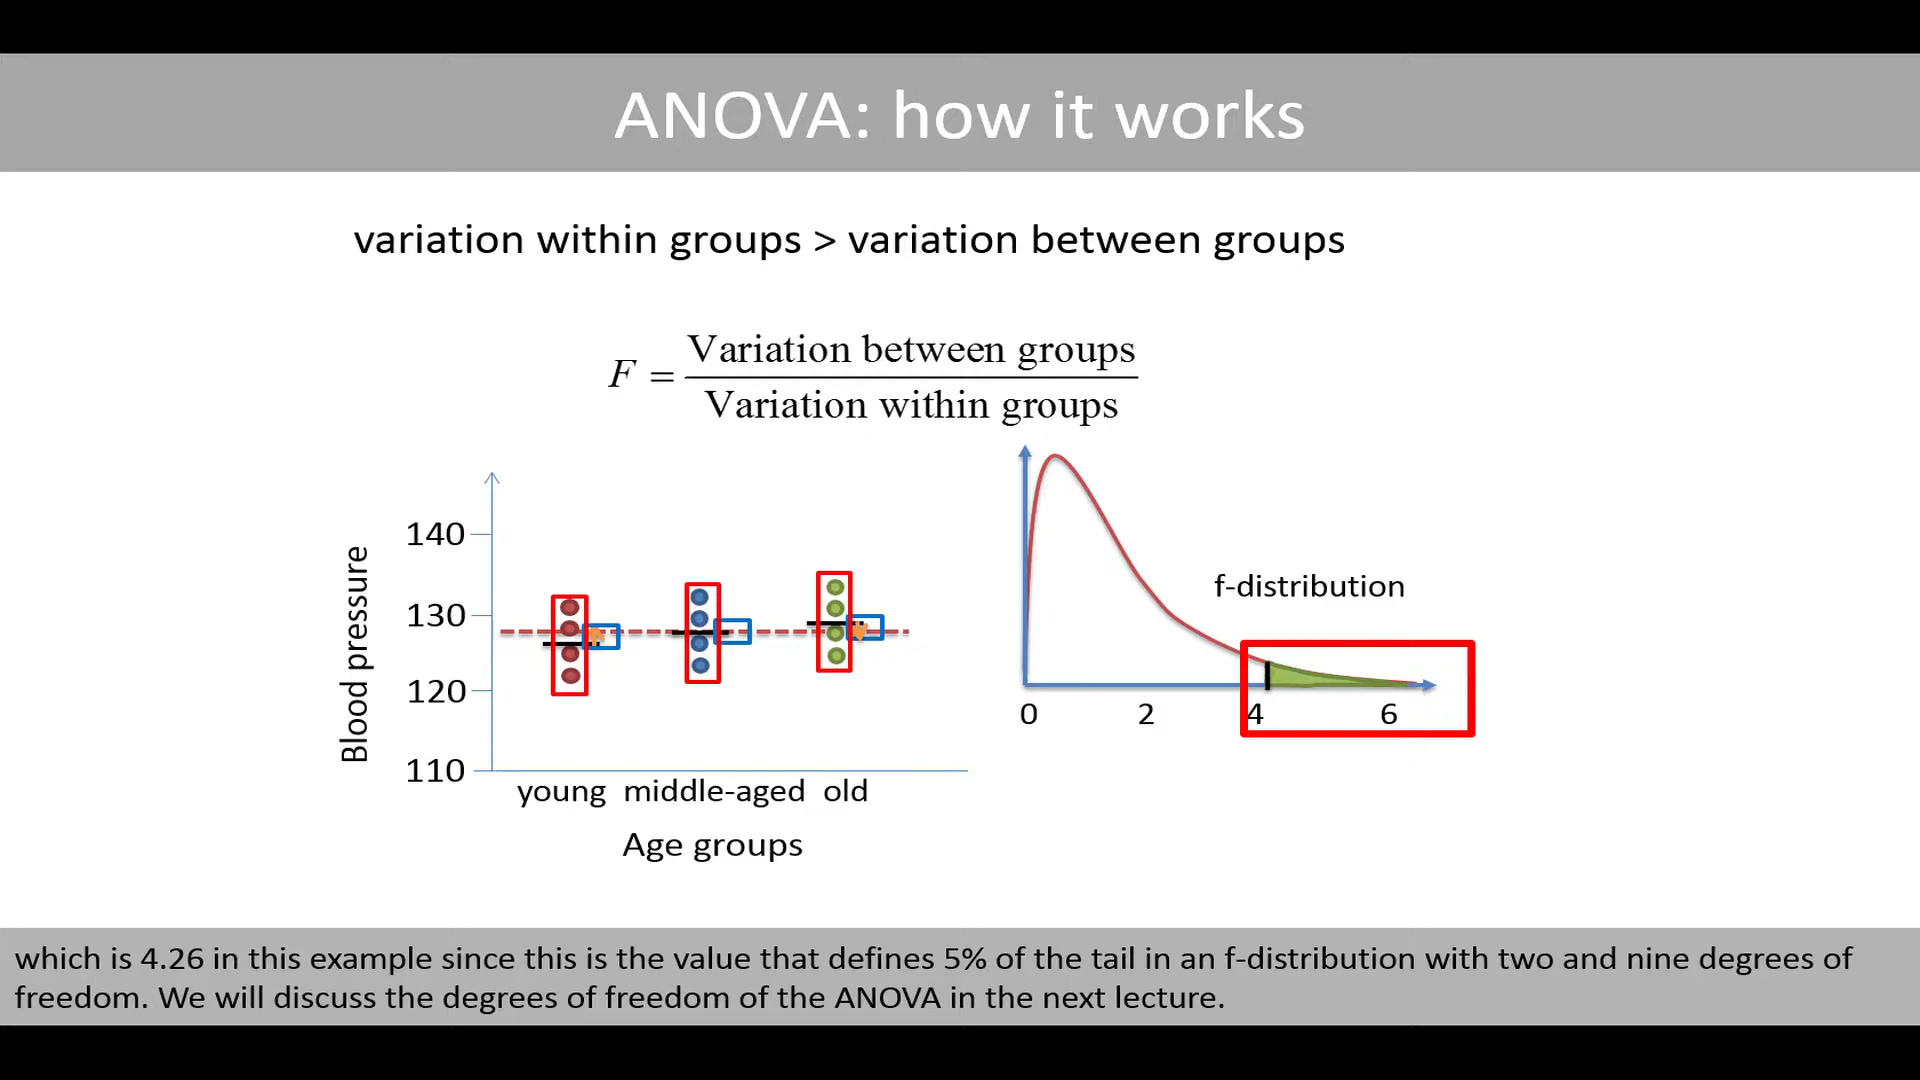 ANOVA: how it works
variation within groups > variation between groups
F = Variation between groups
Variation within groups
140
130
120
110
Blood pressure
young middle-aged old
Age groups
f-distribution
0 2 4 6
which is 4.26 in this example since this is the value that defines 5% of the tail in an f-distribution with two and nine degrees of
freedom. We will discuss the degrees of freedom of the ANOVA in the next lecture.